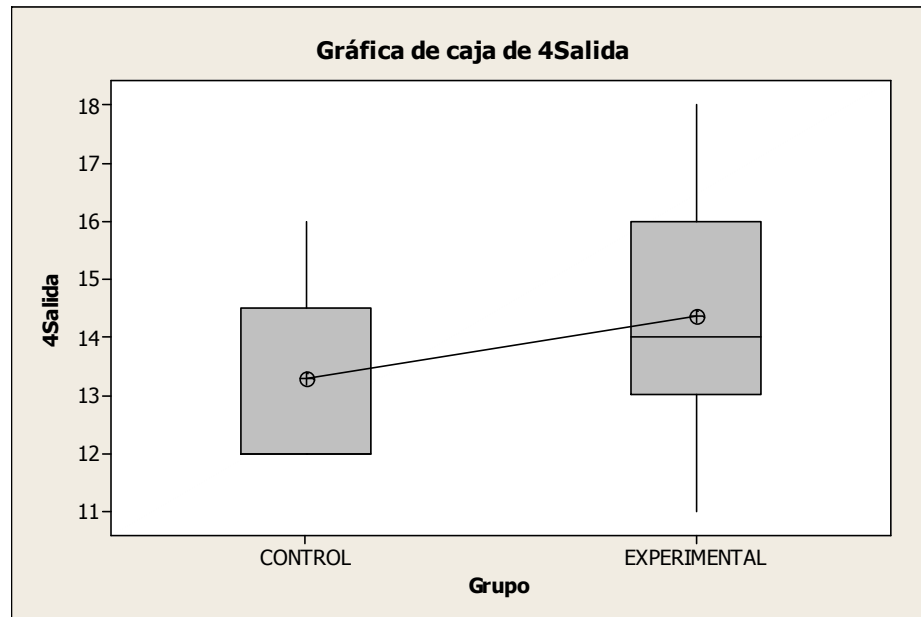 Gráfica de caja de 4Salida
18
17
16
15
14
13
12
11
4Salida
CONTROL
EXPERIMENTAL
Grupo